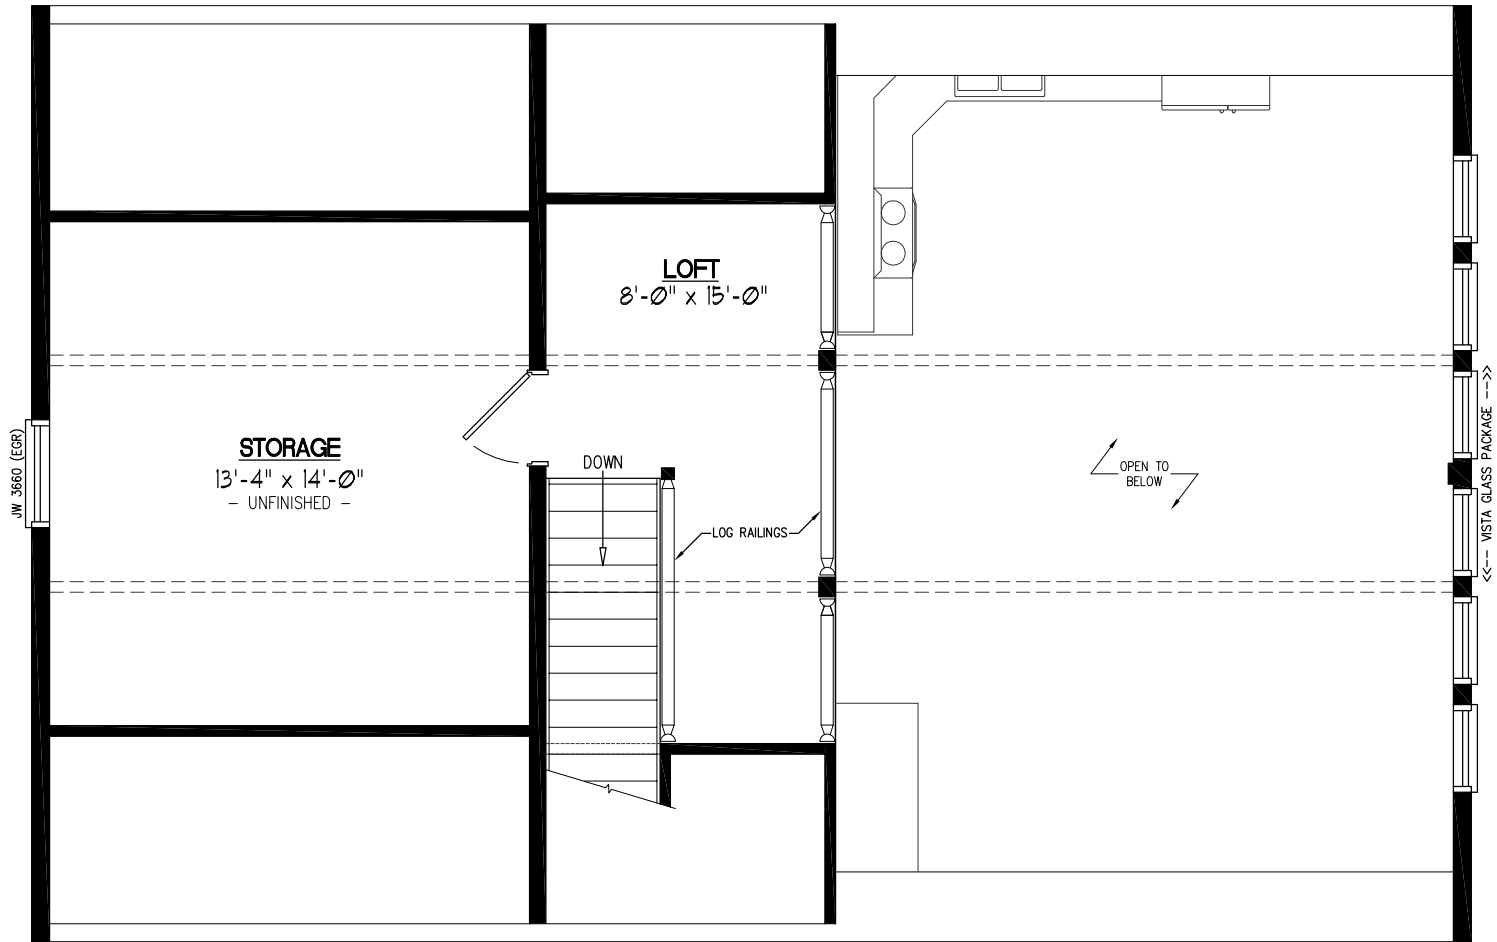 LOFT
8'-0" x 15'-0"
STORAGE
13'-4" x 14'-0"
- UNFINISHED -
JW 3660 (EGR)
DOWN
LOG RAILINGS
OPEN TO
BELOW
<<-- VISTA GLASS PACKAGE -->>